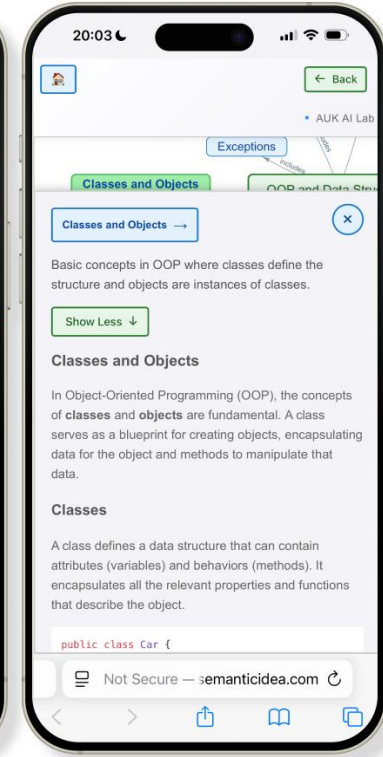 20:03
← Back
• AUK AI Lab
Exceptions
includes
Classes and Objects
OOP and Data Stru
Classes and Objects →
×
Basic concepts in OOP where classes define the
structure and objects are instances of classes.
Show Less ↓
Classes and Objects
In Object-Oriented Programming (OOP), the concepts
of classes and objects are fundamental. A class
serves as a blueprint for creating objects, encapsulating
data for the object and methods to manipulate that
data.
Classes
A class defines a data structure that can contain
attributes (variables) and behaviors (methods). It
encapsulates all the relevant properties and functions
that describe the object.
public class Car {
Not Secure — semanticidea.com